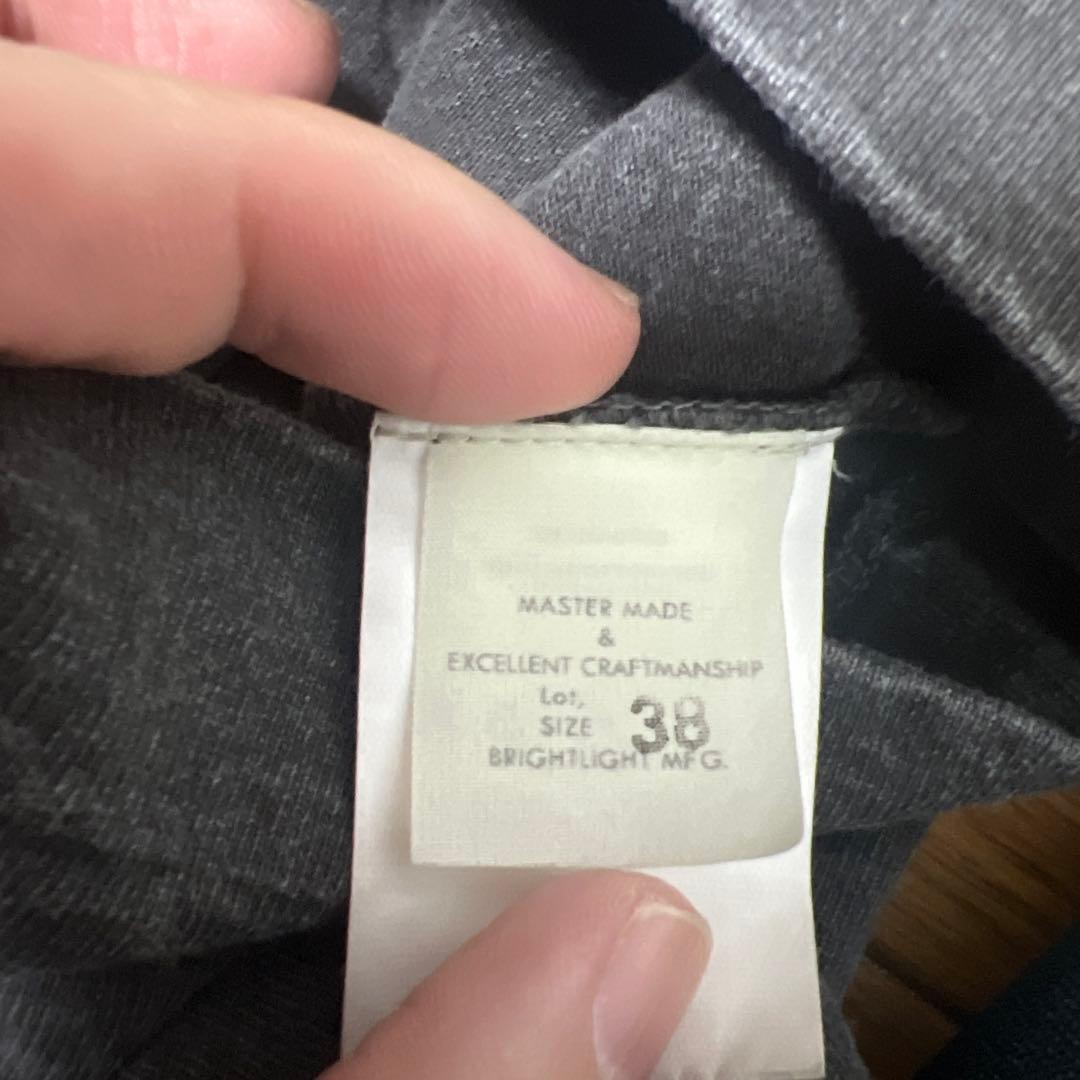 MASTER MADE
&
EXCELLENT CRAFTMANSHIP
Lot,
SIZE 38
BRIGHTLIGHT MFG.